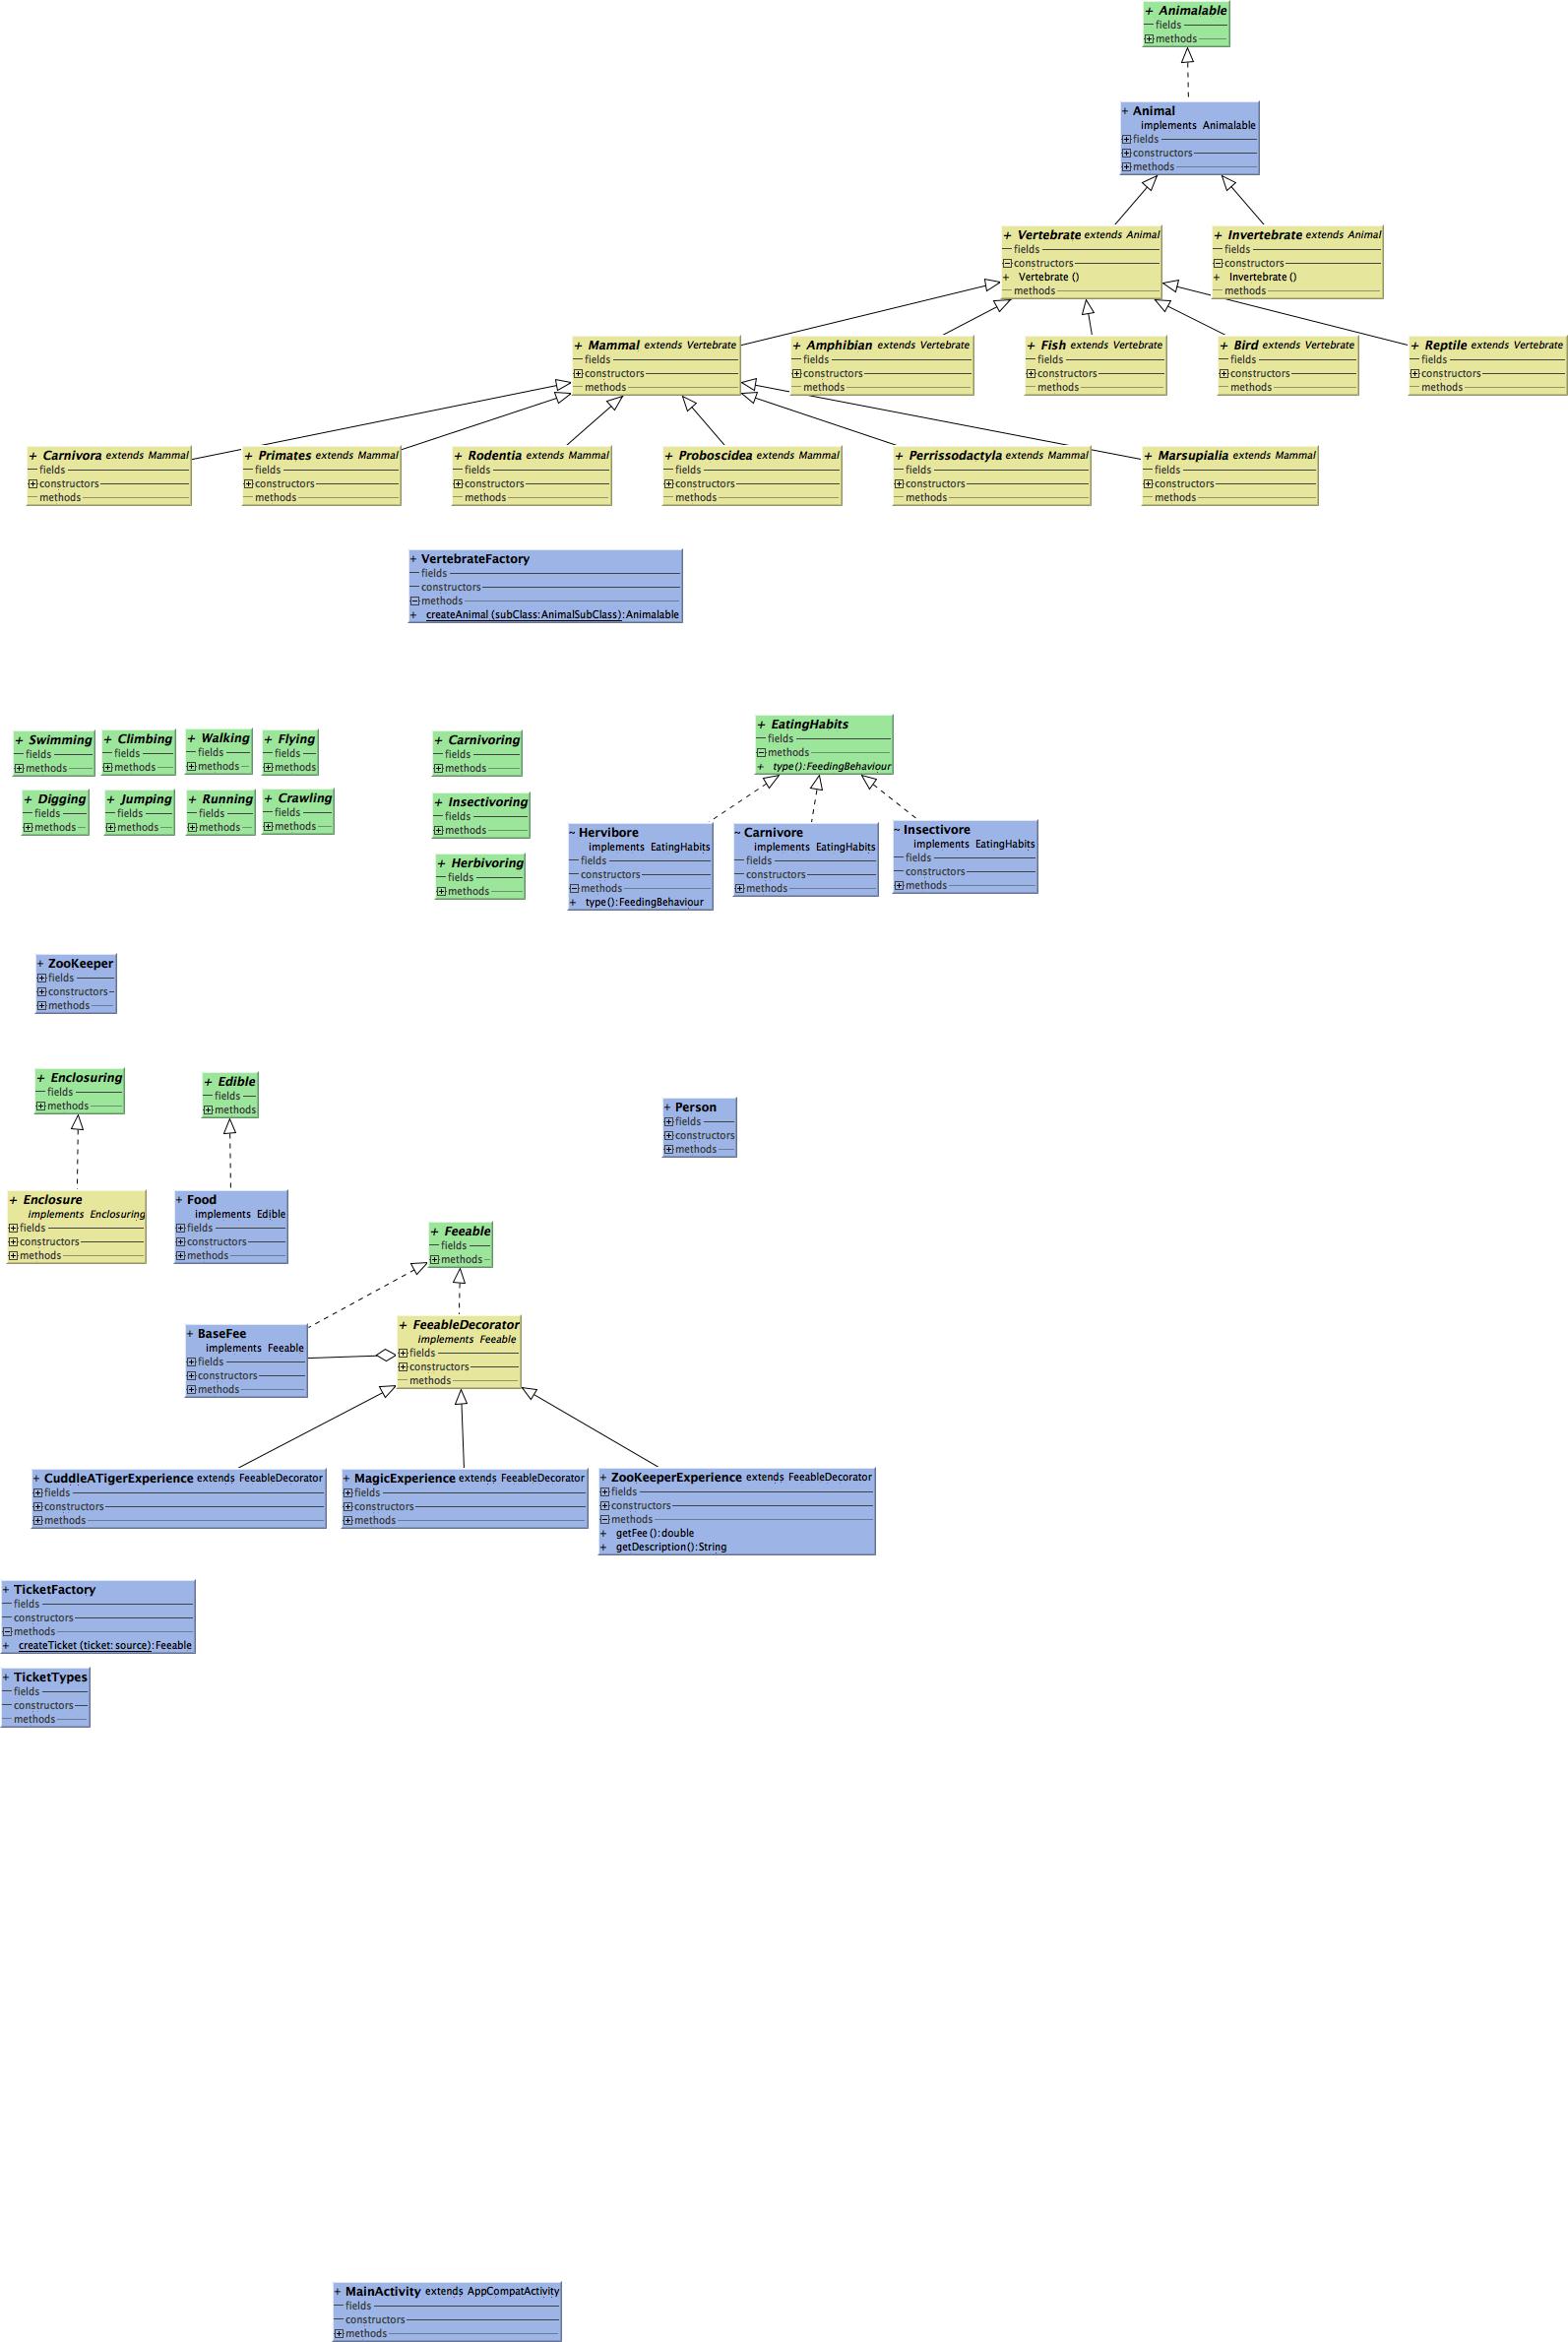 + Animalable
fields
methods
+ Animal
implements Animalable
fields
constructors
methods
+ Vertebrate extends Animal
fields
constructors
+ Vertebrate ()
methods
+ Invertebrate extends Animal
fields
constructors
+ Invertebrate ()
methods
+ Mammal extends Vertebrate
fields
constructors
methods
+ Amphibian extends Vertebrate
fields
constructors
methods
+ Fish extends Vertebrate
fields
constructors
methods
+ Bird extends Vertebrate
fields
constructors
methods
+ Reptile extends Vertebrate
fields
constructors
methods
+ Carnivora extends Mammal
fields
constructors
methods
+ Primates extends Mammal
fields
constructors
methods
+ Rodentia extends Mammal
fields
constructors
methods
+ Proboscidea extends Mammal
fields
constructors
methods
+ Perrissodactyla extends Mammal
fields
constructors
methods
+ Marsupialia extends Mammal
fields
constructors
methods
+ VertebrateFactory
fields
constructors
methods
+ createAnimal (subClass:AnimalSubClass):Animalable
+ Swimming
fields
methods
+ Climbing
fields
methods
+ Walking
fields
methods
+ Flying
fields
methods
+ Digging
fields
methods
+ Jumping
fields
methods
+ Running
fields
methods
+ Crawling
fields
methods
+ Carnivoring
fields
methods
+ Insectivoring
fields
methods
+ Herbivoring
fields
methods
+ EatingHabits
fields
methods
+ type():FeedingBehaviour
~ Hervibore
implements EatingHabits
fields
constructors
methods
+ type():FeedingBehaviour
~ Carnivore
implements EatingHabits
fields
constructors
methods
~ Insectivore
implements EatingHabits
fields
constructors
methods
+ ZooKeeper
fields
constructors
methods
+ Enclosuring
fields
methods
+ Edible
fields
methods
+ Person
fields
constructors
methods
+ Enclosure
implements Enclosuring
fields
constructors
methods
+ Food
implements Edible
fields
constructors
methods
+ Feeable
fields
methods
+ BaseFee
implements Feeable
fields
constructors
methods
+ FeeableDecorator
implements Feeable
fields
constructors
methods
+ CuddleATigerExperience extends FeeableDecorator
fields
constructors
methods
+ MagicExperience extends FeeableDecorator
fields
constructors
methods
+ ZooKeeperExperience extends FeeableDecorator
fields
constructors
methods
+ getFee ():double
+ getDescription():String
+ TicketFactory
fields
constructors
methods
+ createTicket (ticket: source):Feeable
+ TicketTypes
fields
constructors
methods
+ MainActivity extends AppCompatActivity
fields
constructors
methods